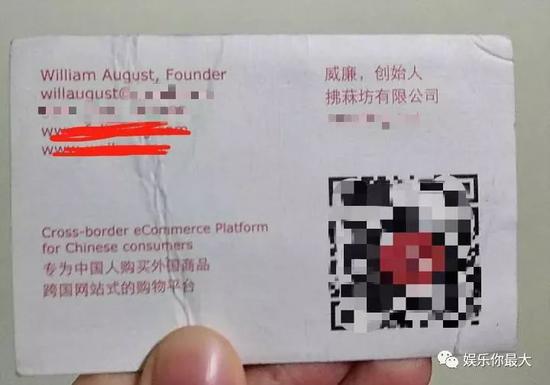 William August, Founder
willaugust@
Cross-border eCommerce Platform
for Chinese consumers
专为中国人购买外国商品
跨国网站式的购物平台
威廉，创始人
坊有限公司
娱乐你最大